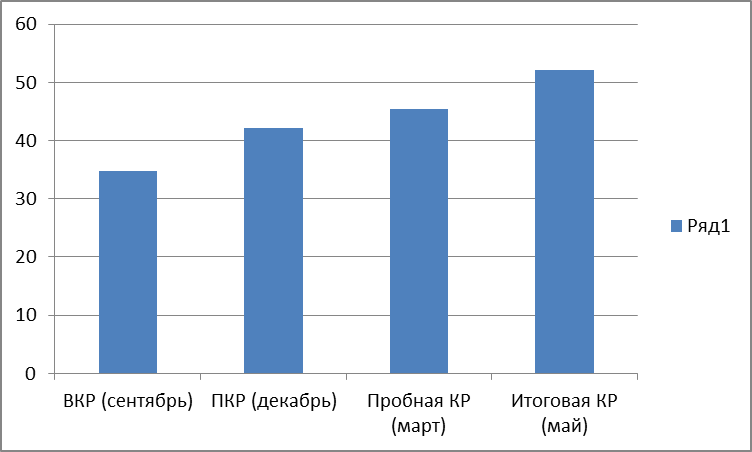 60
50
40
30
20
10
0
ВКР (сентябрь)
ПКР (декабрь)
Пробная КР
(март)
Итоговая КР
(май)
Ряд1